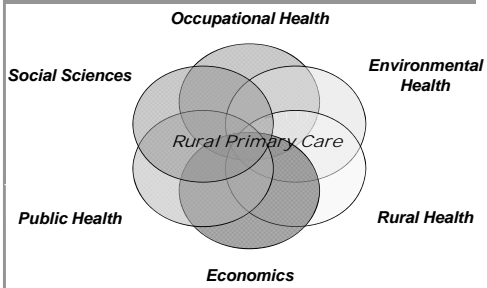 Occupational Health
Social Sciences
Environmental
Health
Rural Primary Care
Public Health
Rural Health
Economics